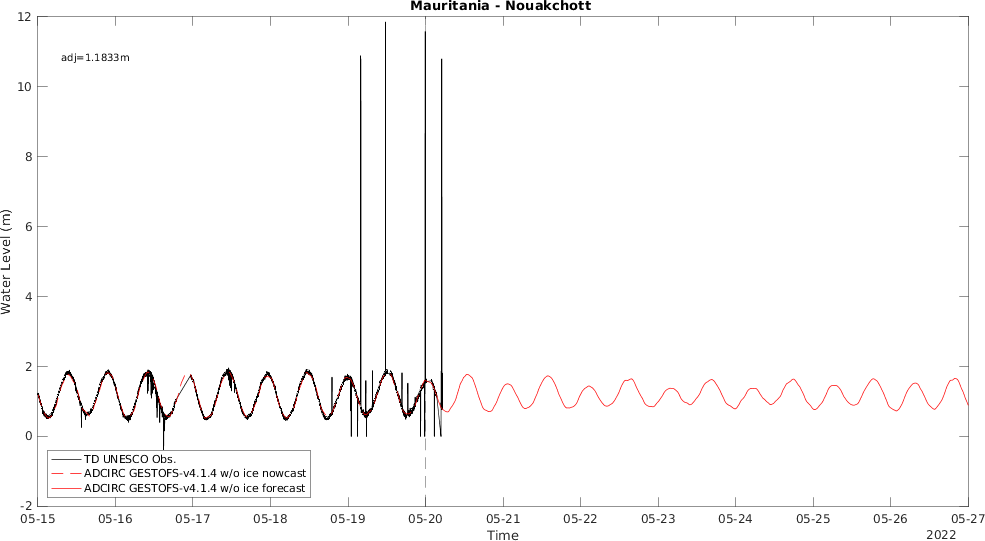 Mauritania - Nouakchott
adj=1.1833m
Water Level (m)
12
10
8
6
4
2
0
-2
TD UNESCO Obs.
ADCIRC GESTOFS-v4.1.4 w/o ice nowcast
ADCIRC GESTOFS-v4.1.4 w/o ice forecast
05-15 05-16 05-17 05-18 05-19 05-20 05-21 05-22 05-23 05-24 05-25 05-26 05-27
Time
2022